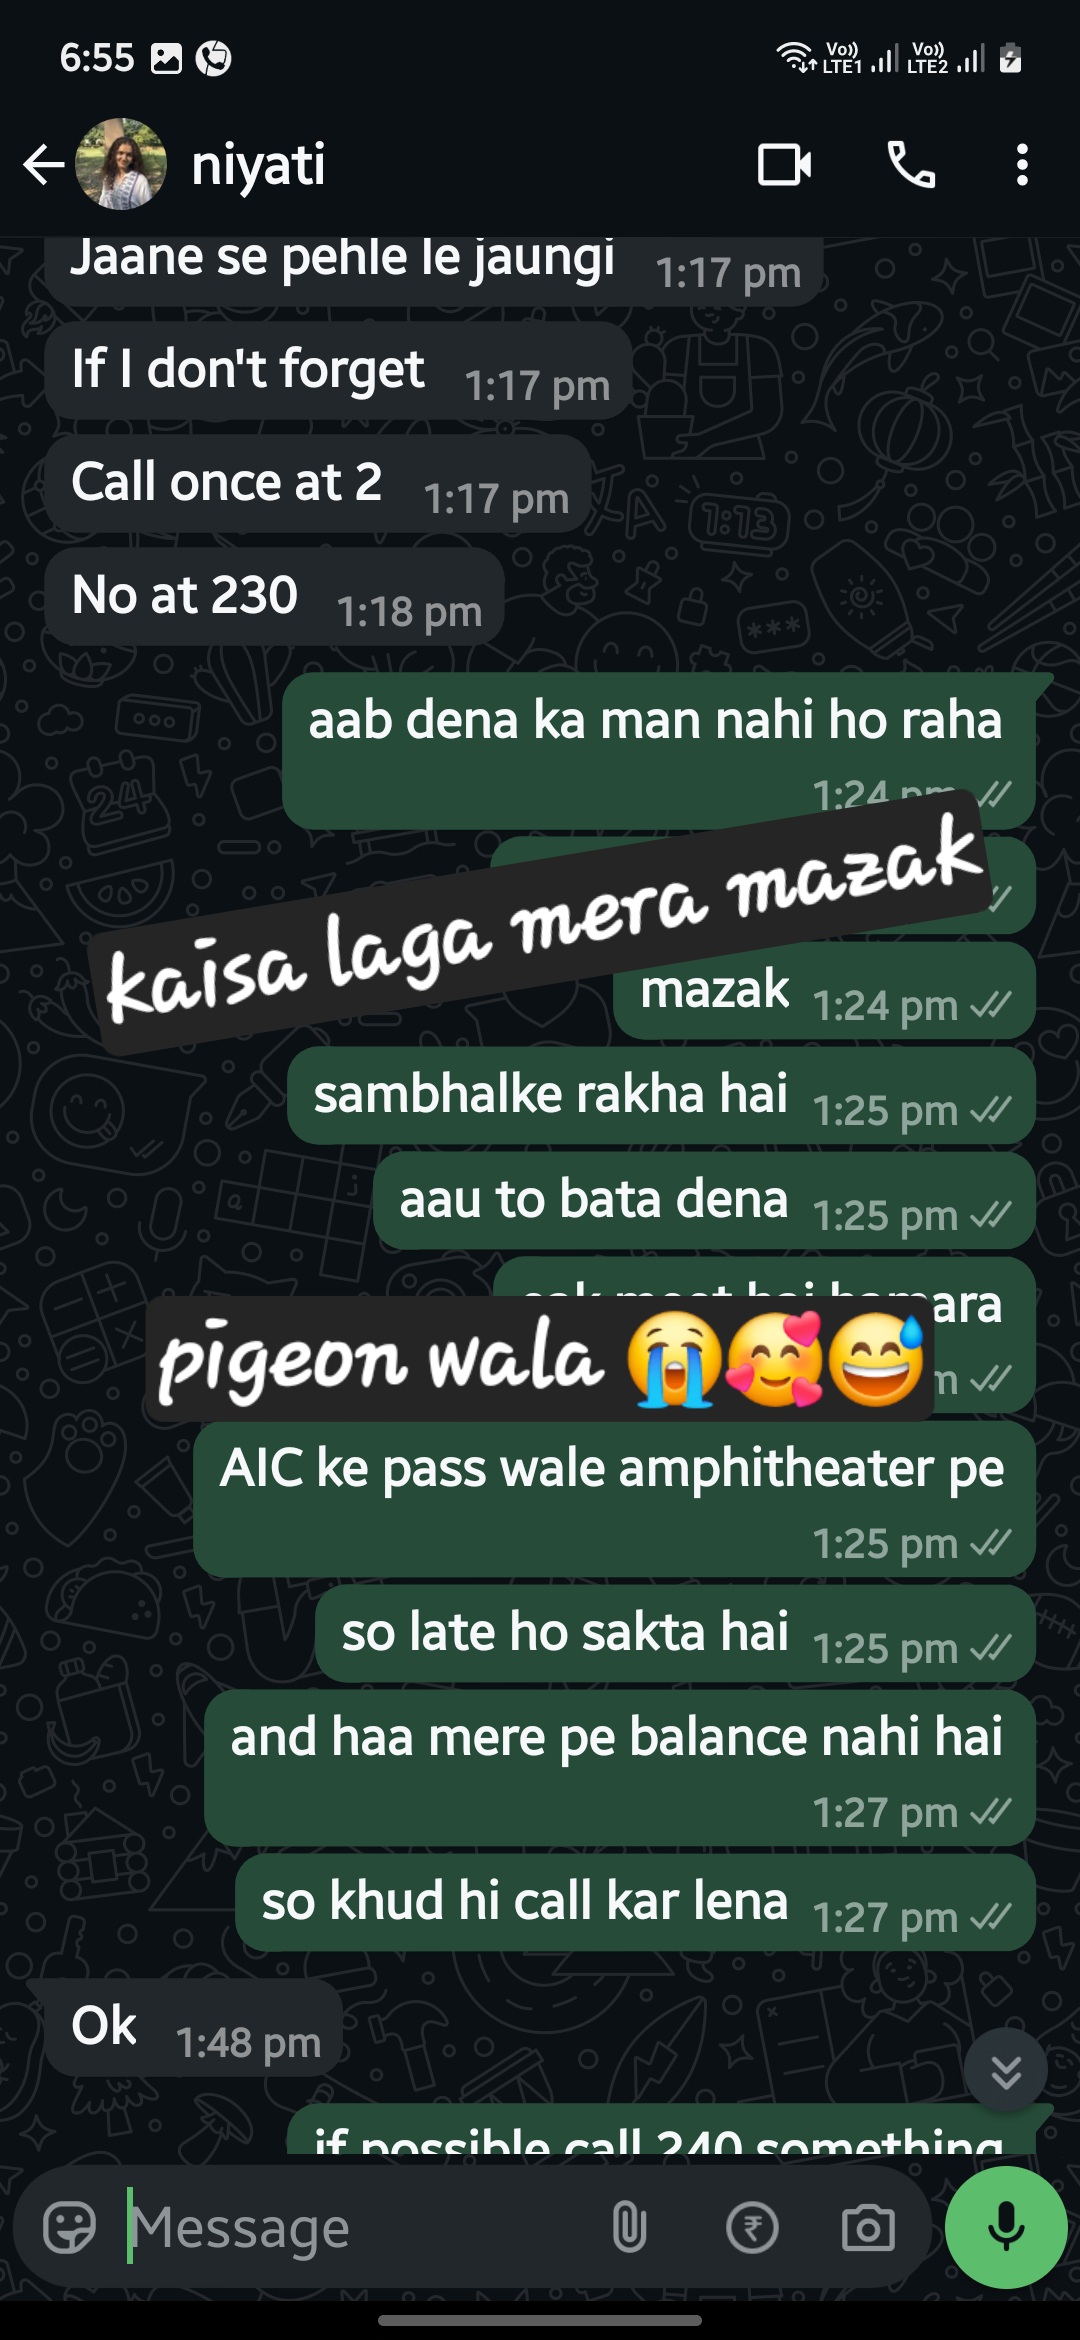 6:55
Vo)) LTE1 Vo)) LTE2
niyati
Jaane se pehle le jaungi 1:17 pm
If I don't forget 1:17 pm
Call once at 2 1:17 pm
No at 230 1:18 pm
aab dena ka man nahi ho raha
1:24 pm
kaisa laga mera mazak
mazak 1:24 pm
sambhalke rakha hai 1:25 pm
aau to bata dena 1:25 pm
meet hai hamara
pigeon wala 😭🥰😅
AIC ke pass wale amphitheater pe
1:25 pm
so late ho sakta hai 1:25 pm
and haa mere pe balance nahi hai
1:27 pm
so khud hi call kar lena 1:27 pm
Ok 1:48 pm
if possible call 240 something
Message